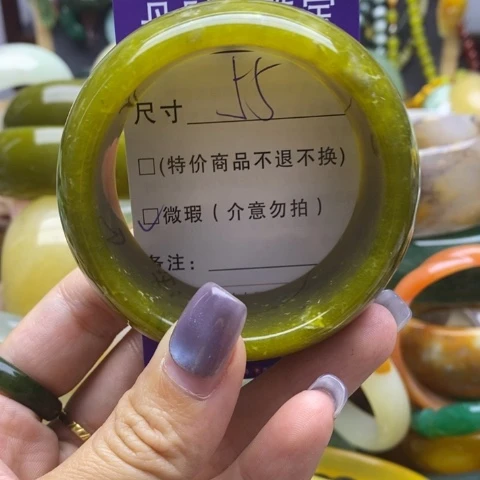 尺寸 55
□(特价商品不退不换)
☑微瑕(介意勿拍)
备注: